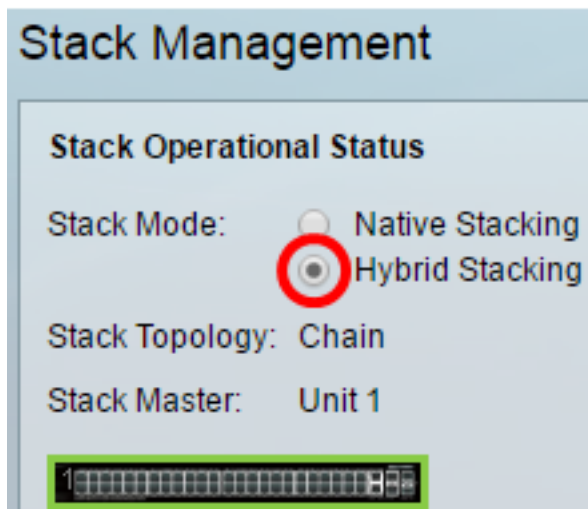 Stack Management
Stack Operational Status
Stack Mode: Native Stacking
Hybrid Stacking
Stack Topology: Chain
Stack Master: Unit 1
1